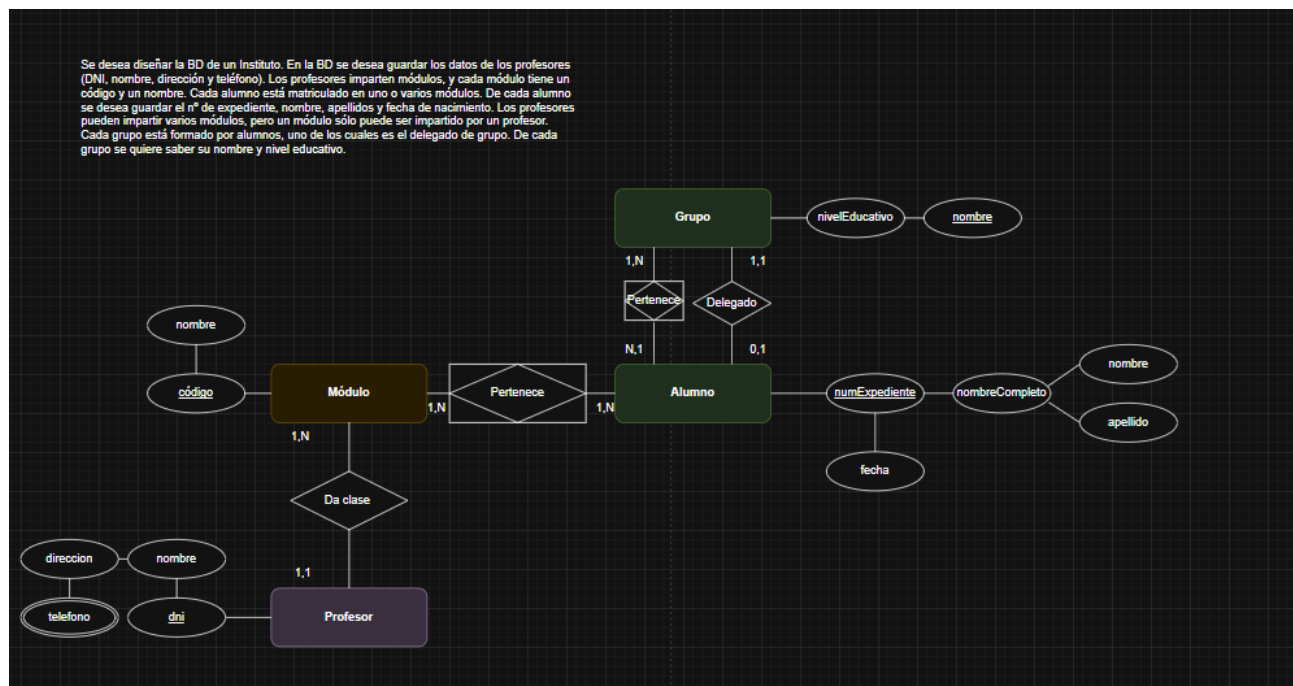 Se desea diseñar la BD de un Instituto. En la BD se desea guardar los datos de los profesores
(DNI, nombre, dirección y teléfono). Los profesores imparten módulos, y cada módulo tiene un
código y un nombre. Cada alumno está matriculado en uno o varios módulos. De cada alumno
se desea guardar el nº de expediente, nombre, apellidos y fecha de nacimiento. Los profesores
pueden impartir varios módulos, pero un módulo sólo puede ser impartido por un profesor.
Cada grupo está formado por alumnos, uno de los cuales es el delegado de grupo. De cada
grupo se quiere saber su nombre y nivel educativo.
Grupo
nivelEducativo
nombre
1,N
1,1
Pertenece
Delegado
N,1
0,1
nombre
código
Módulo
1,N
Pertenece
1,N
Alumno
numExpediente
nombreCompleto
nombre
apellido
fecha
1,N
Da clase
1,1
direccion
nombre
telefono
dni
Profesor